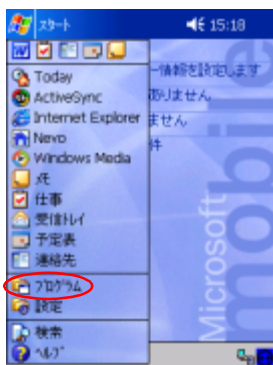 スタート
15:18
Today
ActiveSync
Internet Explorer
Nevo
Windows Media
メモ
仕事
受信トレイ
予定表
連絡先
プログラム
設定
検索
ヘルプ
ー情報を設定します
ありません
ません
件
Microsoft
mobile